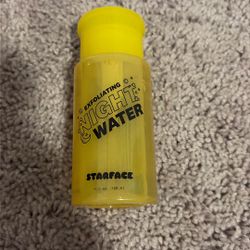 EXFOLIATING
NIGHT
WATER
STARFACE